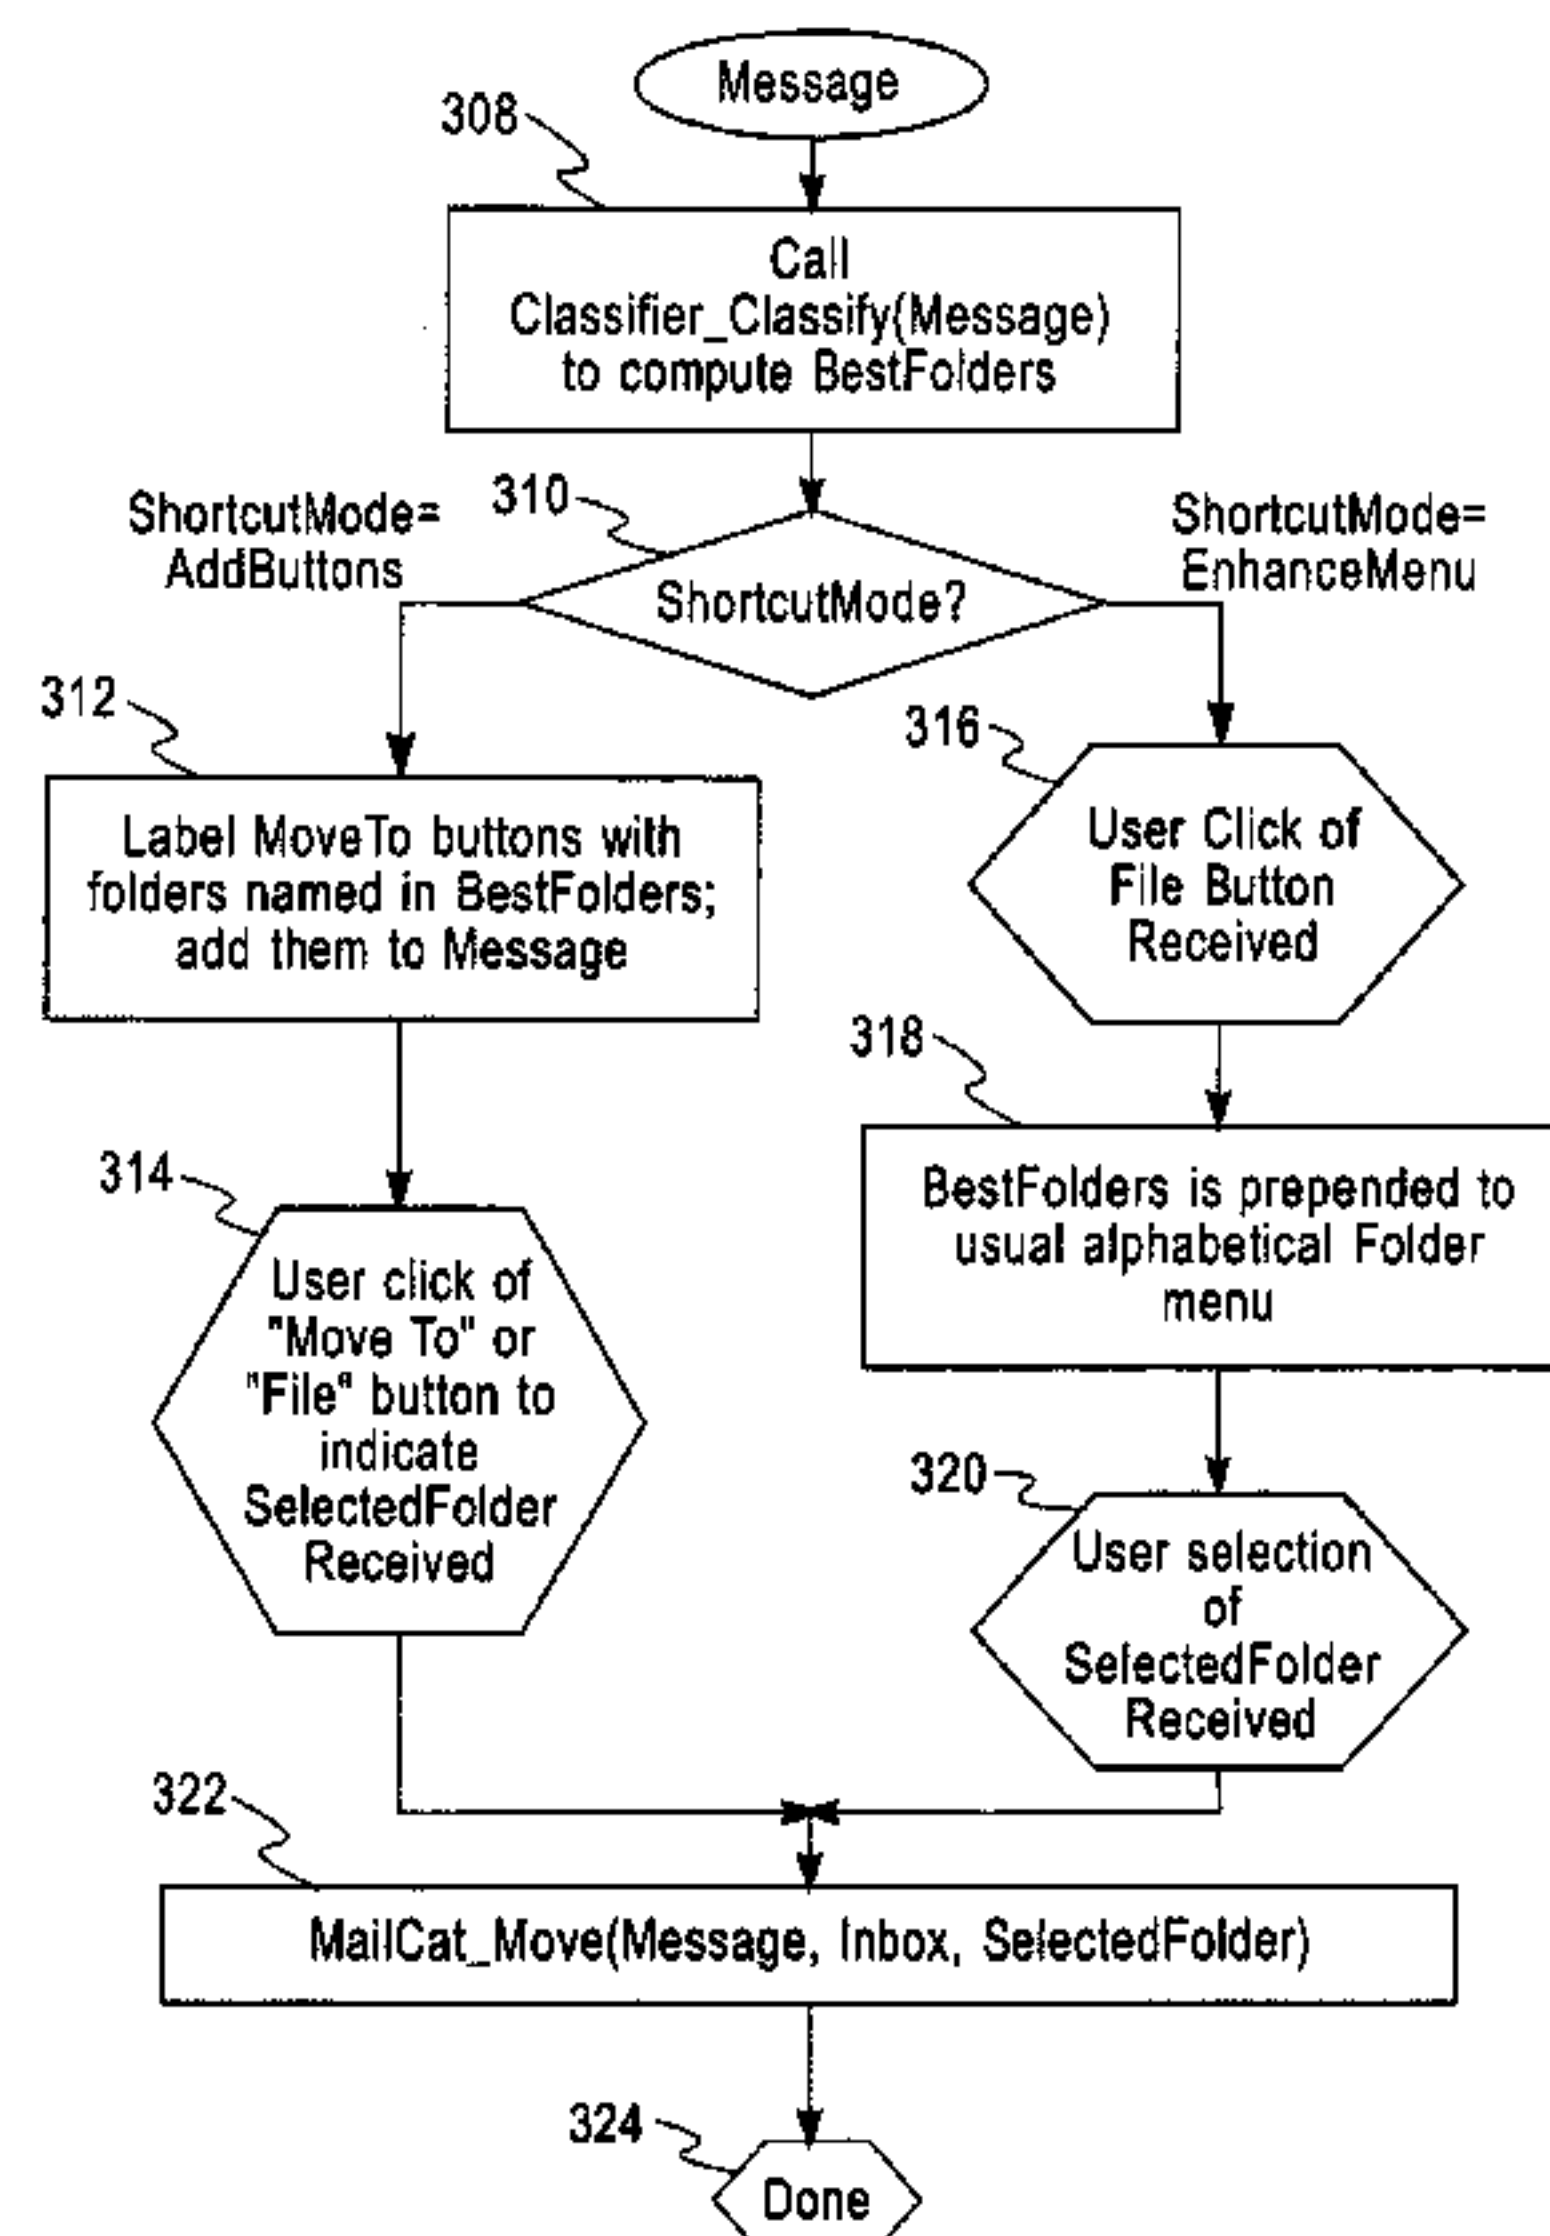 Message
308
Call
Classifier_Classify(Message)
to compute BestFolders
310
ShortcutMode=
AddButtons
ShortcutMode=
EnhanceMenu
ShortcutMode?
312
Label MoveTo buttons with
folders named in BestFolders;
add them to Message
316
User Click of
File Button
Received
318
BestFolders is prepended to
usual alphabetical Folder
menu
314
User click of
"Move To" or
"File" button to
indicate
SelectedFolder
Received
320
User selection
of
SelectedFolder
Received
322
MailCat_Move(Message, Inbox, SelectedFolder)
324
Done